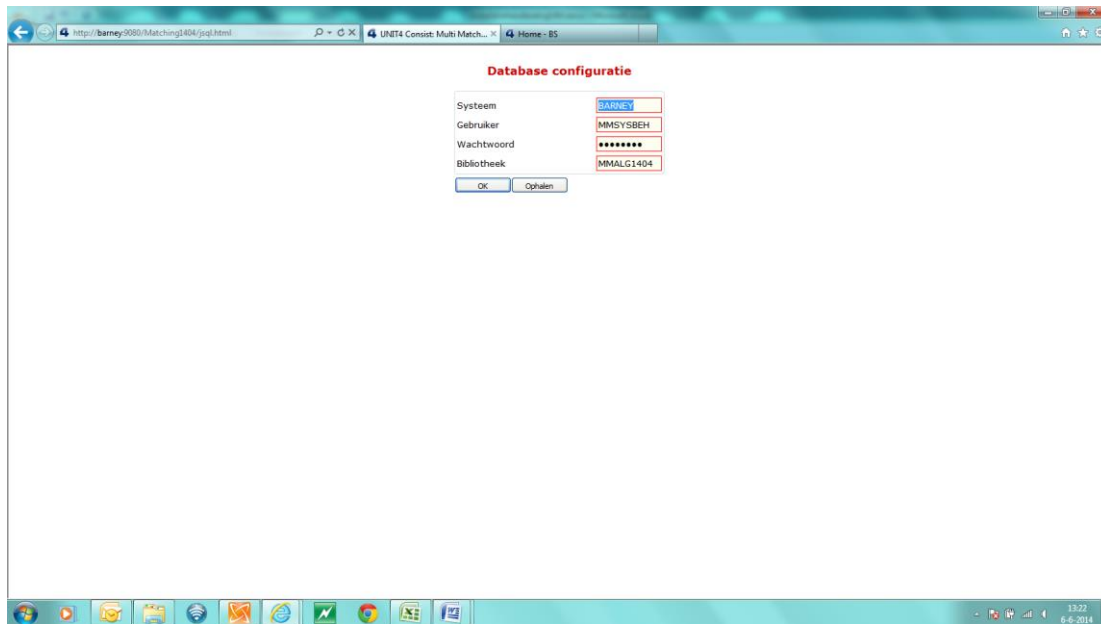 http://barney:9080/Matching1404/jsql.html
UNIT4 Consist: Multi Match...
Home - BS
Database configuratie
Systeem BARNEY
Gebruiker MMSYSBEH
Wachtwoord ●●●●●●●●
Bibliotheek MMALG1404
OK Ophalen
13:22
6-6-2014